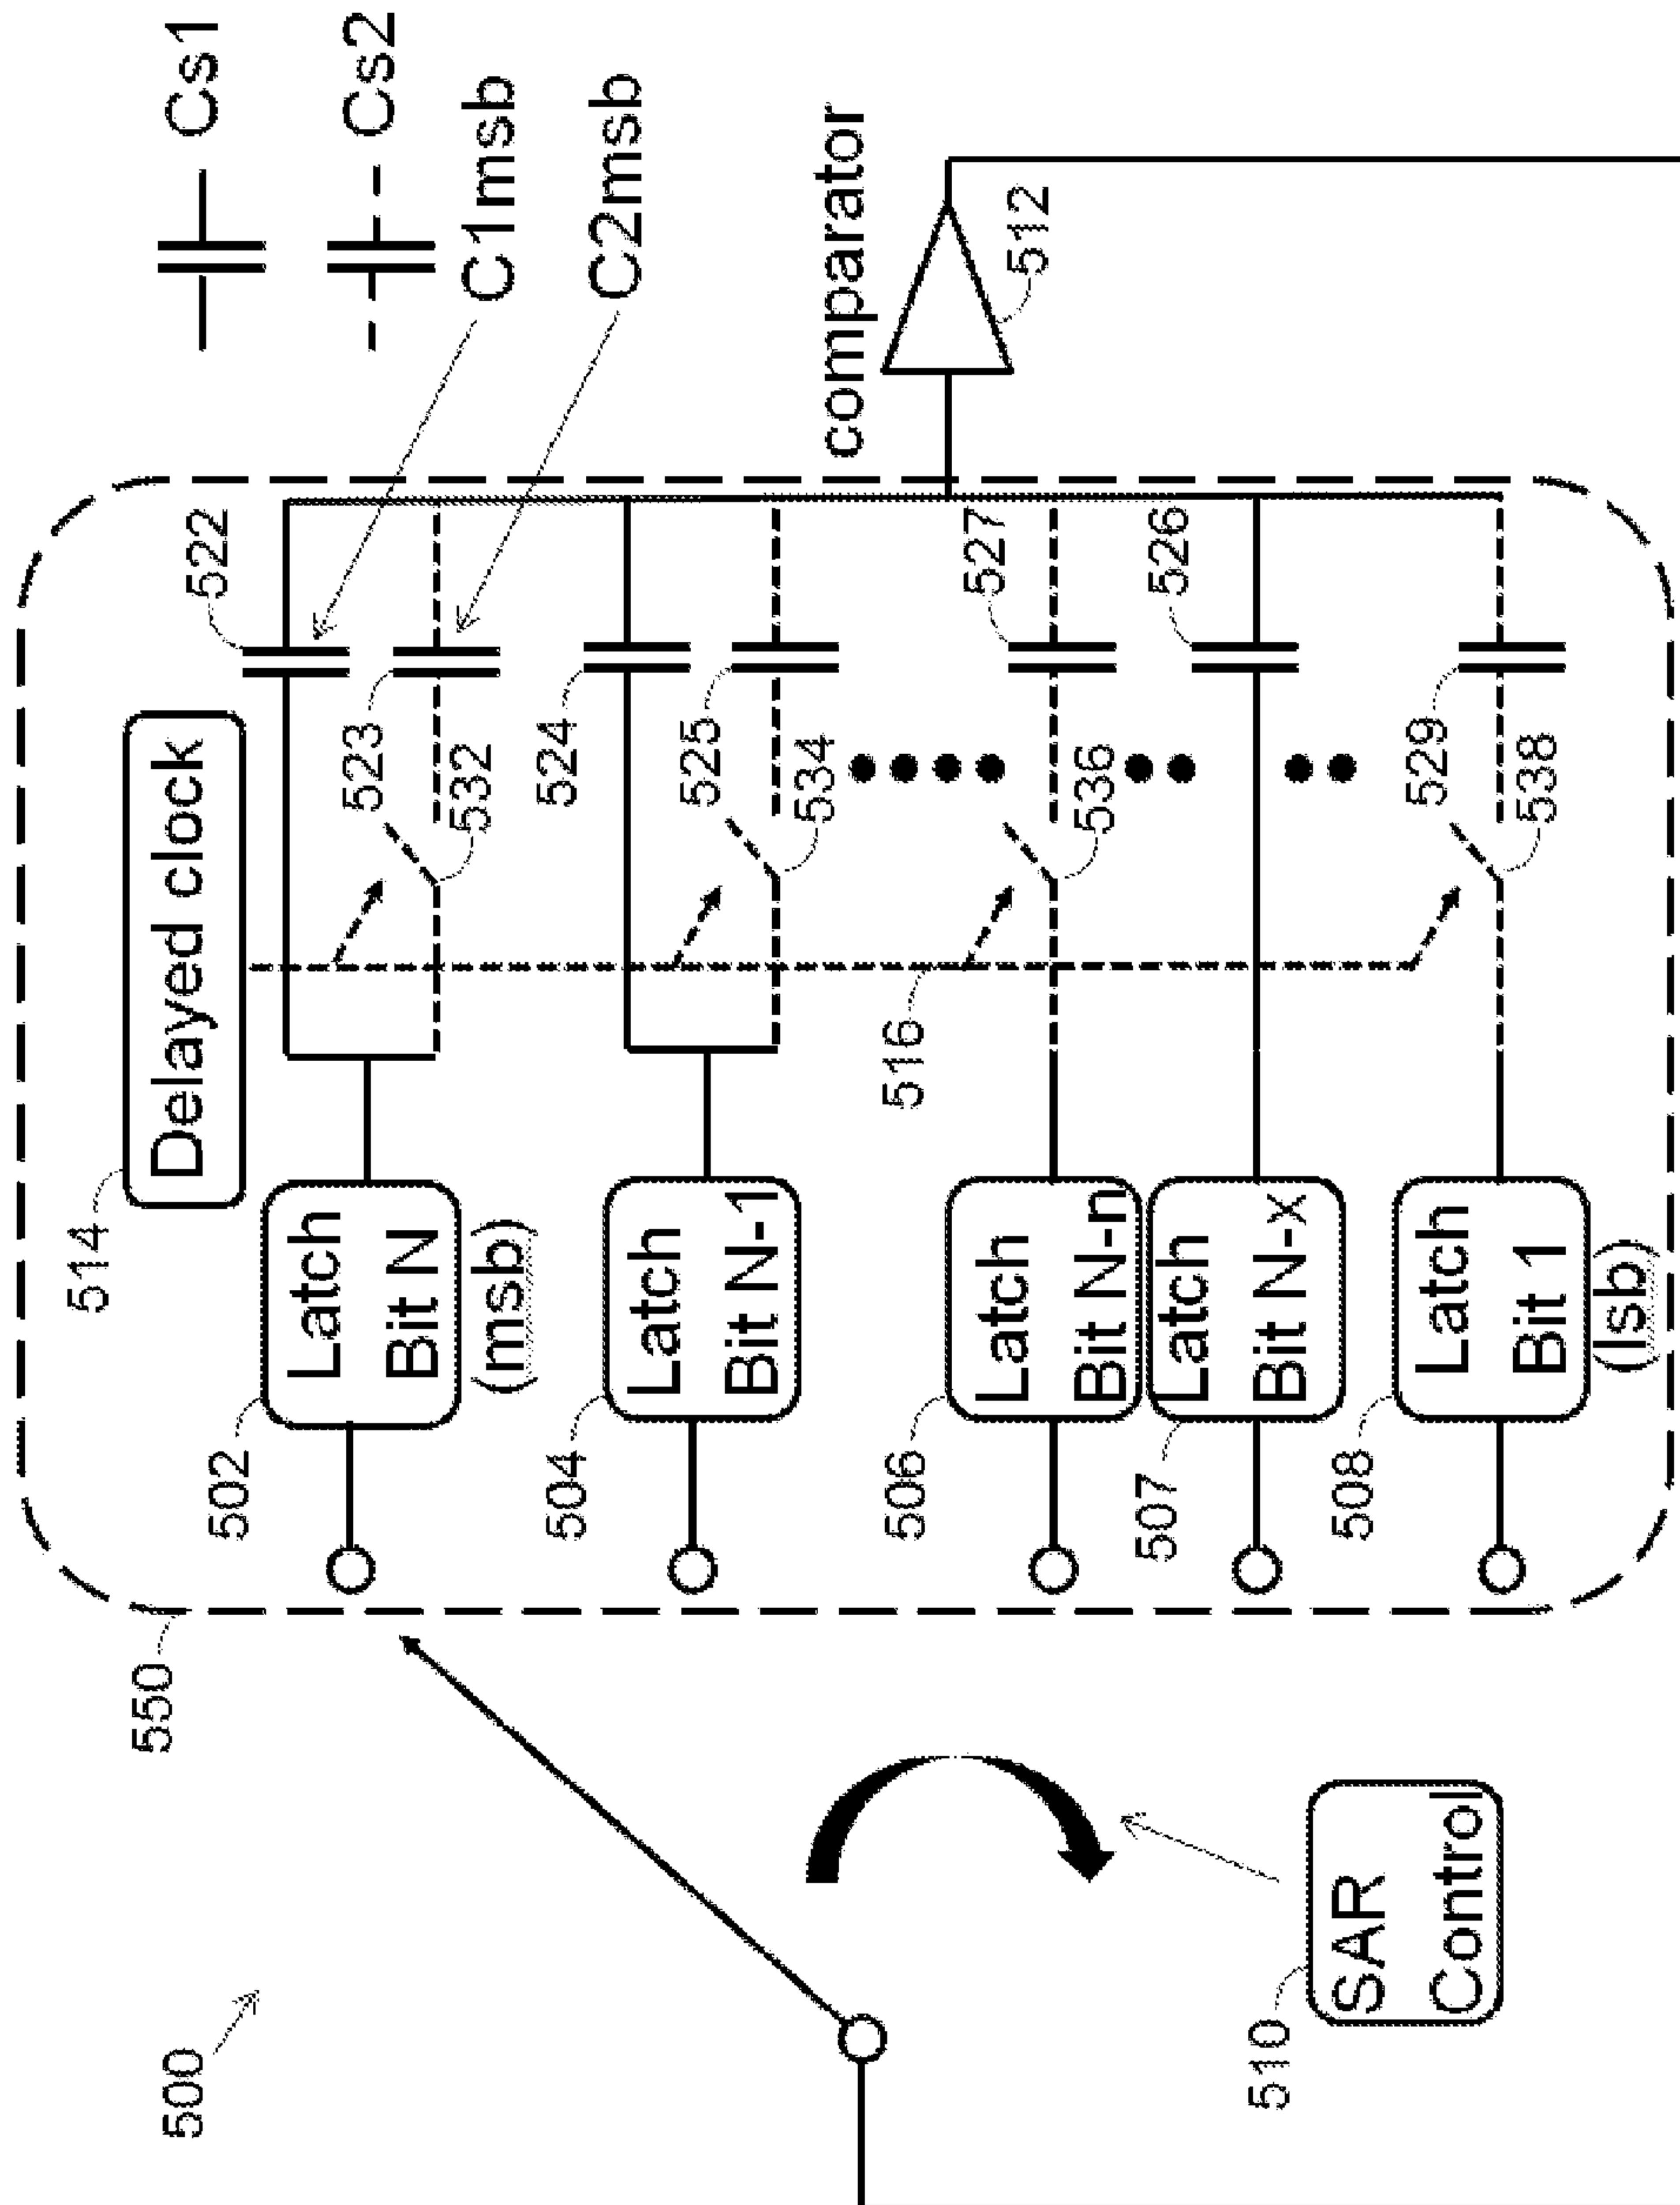 500
550
514
Delayed clock
Cs1
Cs2
C1msb
C2msb
502
Latch
Bit N
(msb)
522
523
532
504
Latch
Bit N-1
524
525
534
comparator
512
516
506
Latch
Bit N-n
527
536
507
Latch
Bit N-x
526
508
Latch
Bit 1
(lsb)
529
538
510
SAR
Control